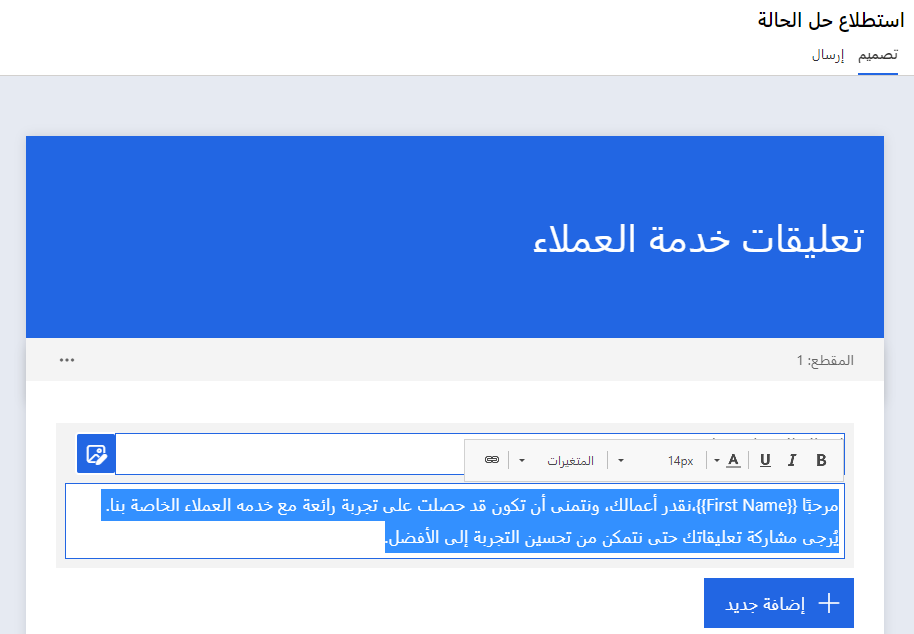 استطلاع حل الحالة
تصميم إرسال
تعليقات خدمة العملاء
المقطع: 1
B I U A 14px المتغيرات
مرحبًا {{First Name}}،نقدر أعمالك، ونتمنى أن تكون قد حصلت على تجربة رائعة مع خدمه العملاء الخاصة بنا.
يُرجى مشاركة تعليقاتك حتى نتمكن من تحسين التجربة إلى الأفضل.
إضافة جديد